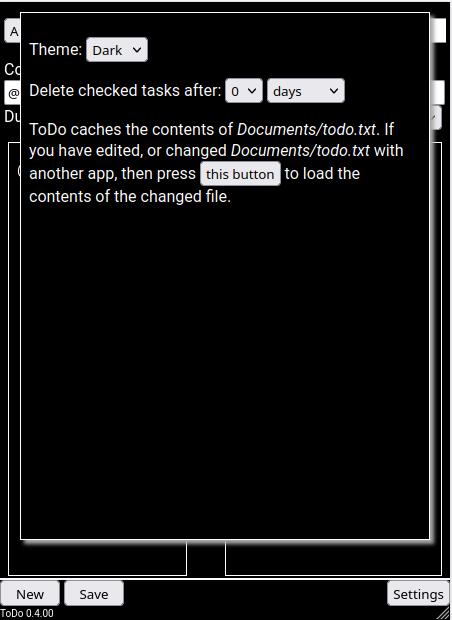 A
Theme: Dark
Co
Delete checked tasks after: 0 days
@
Du
ToDo caches the contents of Documents/todo.txt. If
you have edited, or changed Documents/todo.txt with
another app, then press this button to load the
contents of the changed file.
New Save Settings
ToDo 0.4.00